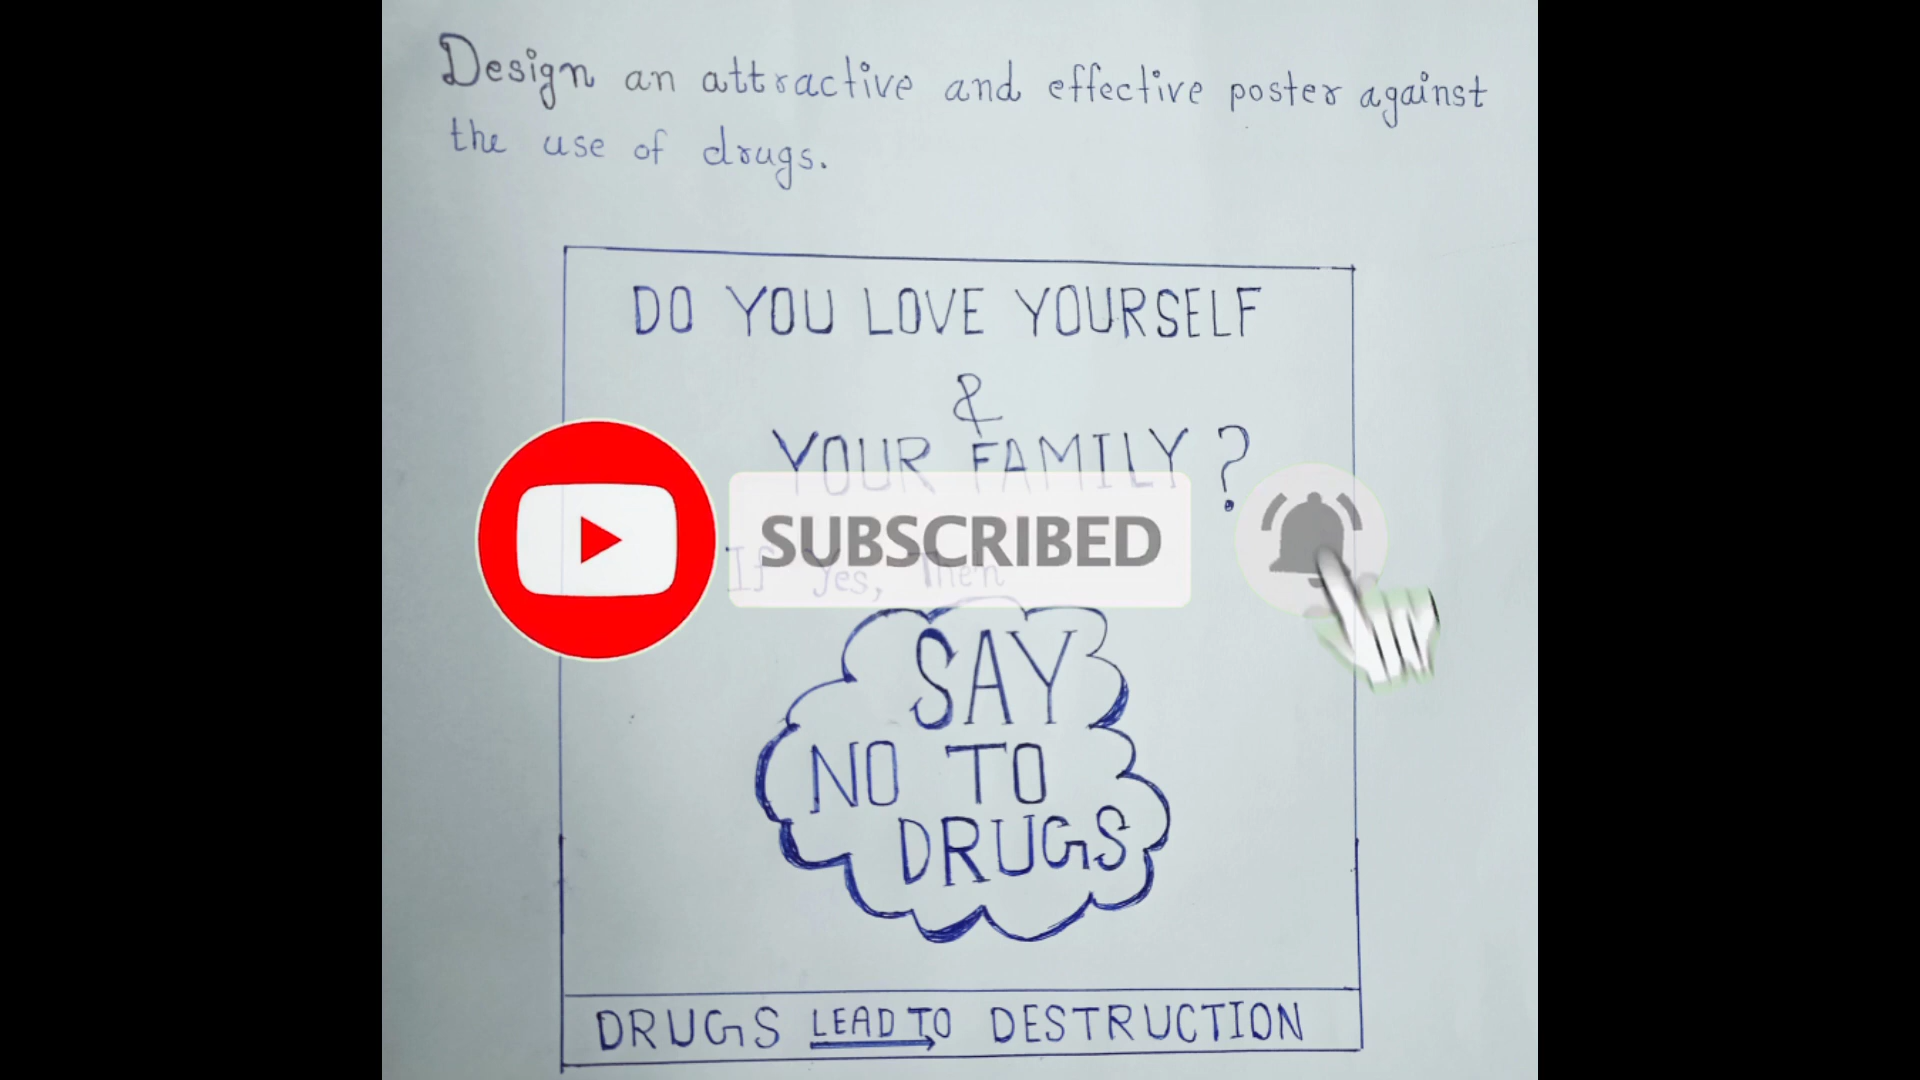 Design an attractive and effective poster against
the use of drugs.
DO YOU LOVE YOURSELF
&
YOUR FAMILY ?
SUBSCRIBED
If Yes, Then
SAY
NO TO
DRUGS
DRUGS LEAD TO DESTRUCTION